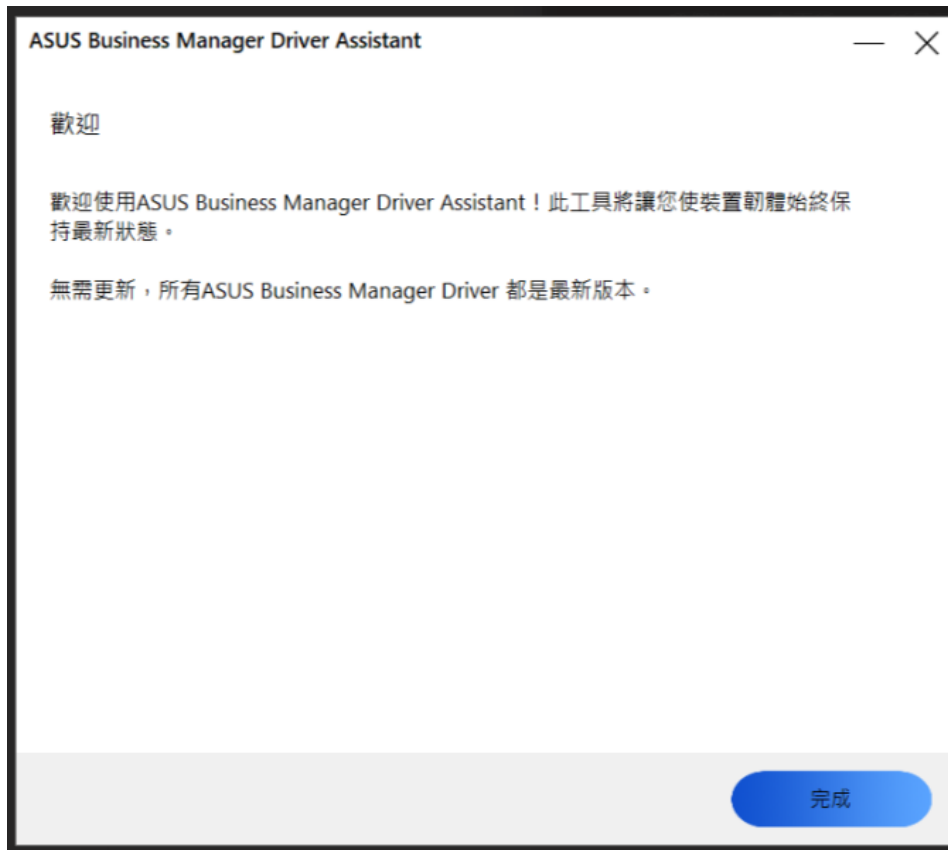 ASUS Business Manager Driver Assistant
歡迎
歡迎使用ASUS Business Manager Driver Assistant！此工具將讓您使裝置韌體始終保
持最新狀態。
無需更新，所有ASUS Business Manager Driver 都是最新版本。
完成